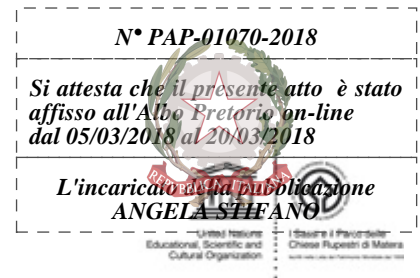 N° PAP-01070-2018
Si attesta che il presente atto è stato
affisso all'Albo Pretorio on-line
dal 05/03/2018 al 20/03/2018
L'incaricato della pubblicazione
ANGELA STIFANO
United Nations
Educational, Scientific and
Cultural Organization
I Sassi e il Parco delle
Chiese Rupestri di Matera